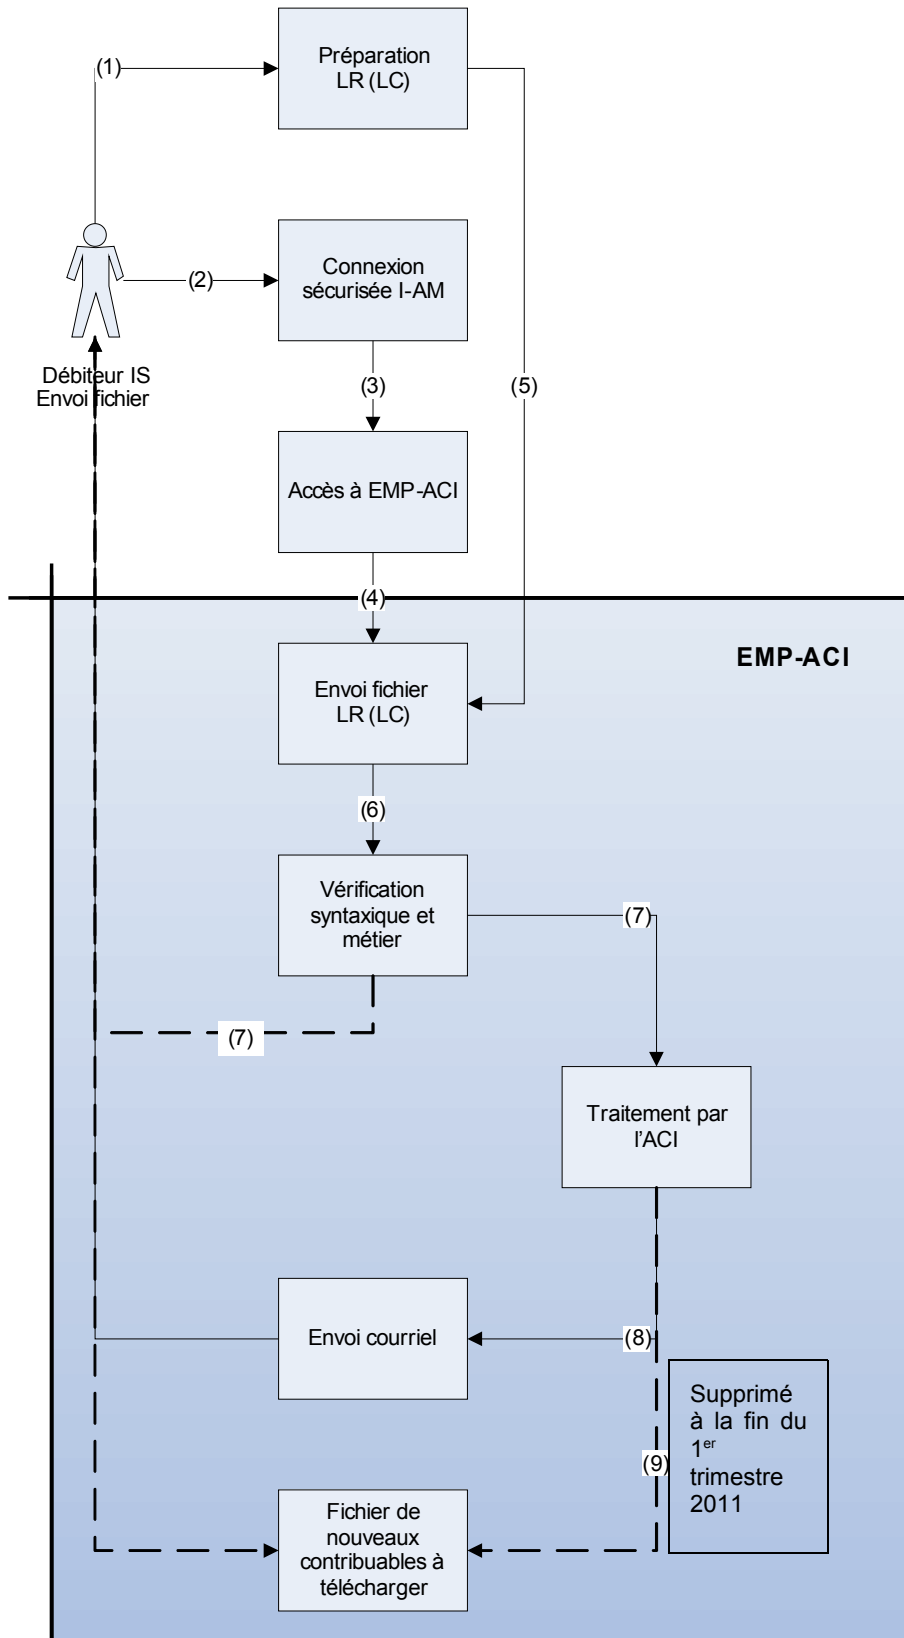 (1)
Préparation
LR (LC)
(2)
Connexion
sécurisée I-AM
Débiteur IS
Envoi fichier
(3)
(5)
Accès à EMP-ACI
(4)
EMP-ACI
Envoi fichier
LR (LC)
(6)
Vérification
syntaxique et
métier
(7)
(7)
Traitement par
l'ACI
Envoi courriel
(8)
Supprimé
à la fin du
1er
trimestre
2011
(9)
Fichier de
nouveaux
contribuables à
télécharger